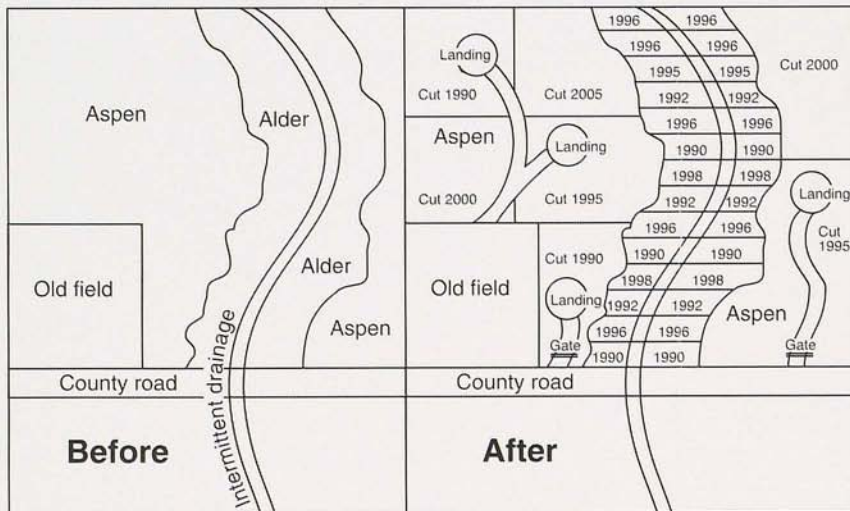 Aspen
Alder
Alder
Old field
Aspen
County road
Intermittent drainage
Before
Landing
Cut 1990
Cut 2005
Aspen
Landing
Cut 2000
Cut 1995
1996 1996
1996 1996
1995 1995
1992 1992
1996 1996
1990 1990
1998 1998
1992 1992
1996 1996
1990 1990
1998 1998
1992 1992
1996 1996
1990 1990
Cut 2000
Landing
Cut
1995
Aspen
Gate
Old field
Cut 1990
Landing
Gate
County road
After